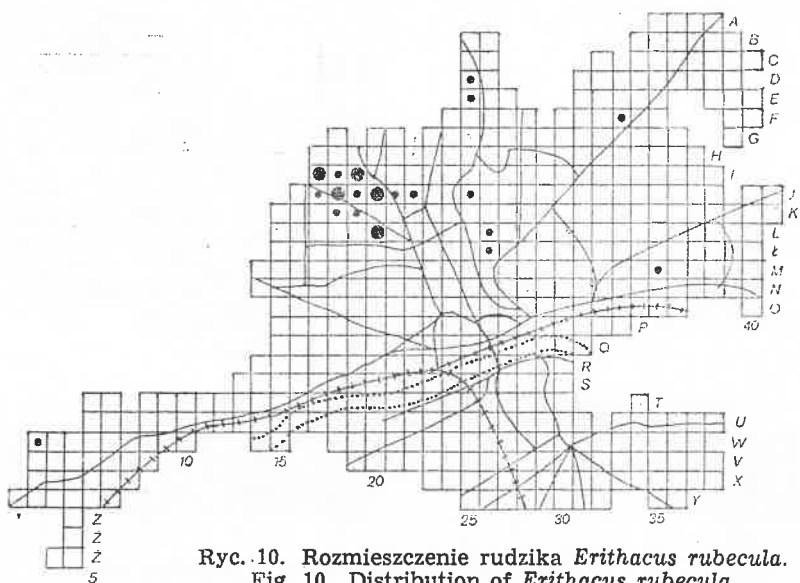 A
B
C
D
E
F
G
H
I
J
K
L
Ł
M
N
O
P
40
Q
R
S
T
U
W
V
X
Y
10
15
20
25
30
35
Z
Ż
Ź
5
Ryc. 10. Rozmieszczenie rudzika Erithacus rubecula.
Fig. 10. Distribution of Erithacus rubecula.